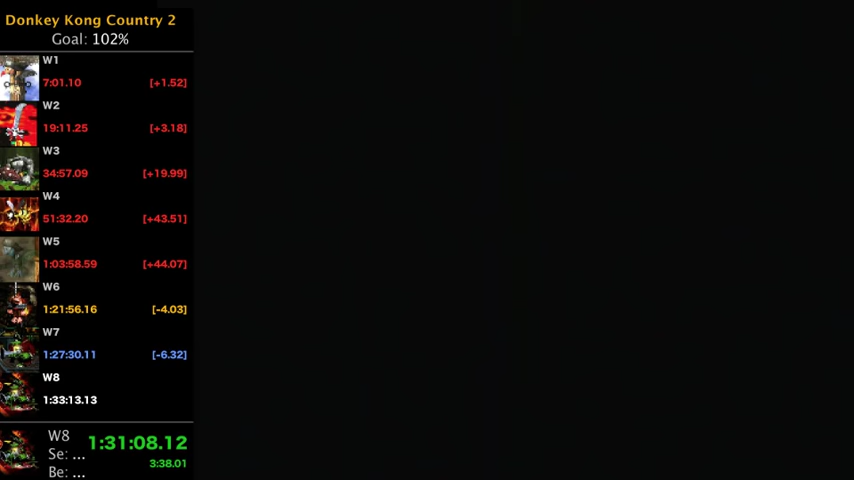 Donkey Kong Country 2
Goal: 102%
W1
7:01.10 [+1.52]
W2
19:11.25 [+3.18]
W3
34:57.09 [+19.99]
W4
51:32.20 [+43.51]
W5
1:03:58.59 [+44.07]
W6
1:21:56.16 [-4.03]
W7
1:27:30.11 [-6.32]
W8
1:33:13.13
W8 1:31:08.12
Se: ... 3:38.01
Be: ...